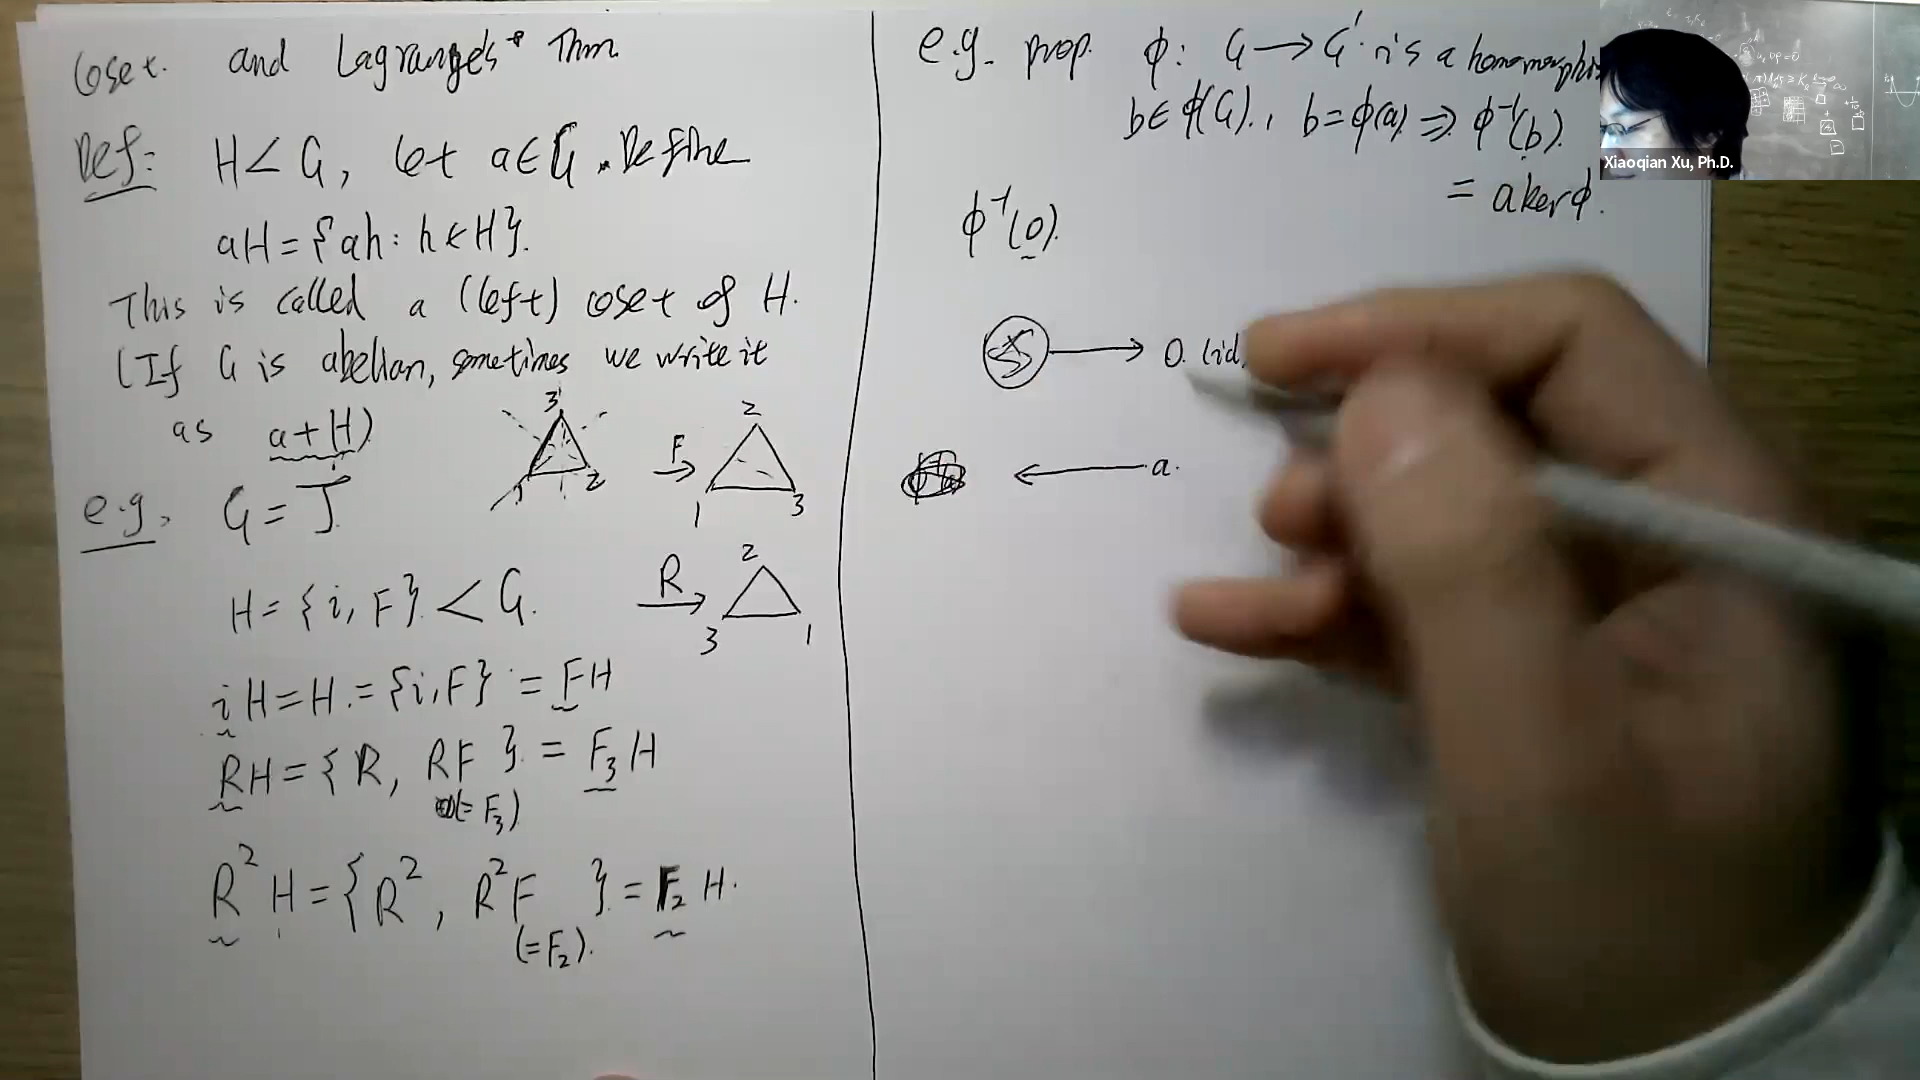 Coset. and Lagrange's Thm
Def: H < G, let a ∈ G. Define
aH = {ah : h ∈ H}.
This is called a (left) coset of H.
(If G is abelian, sometimes we write it
as a + H)
3
1 2
F
2
1 3
e.g. G = T.
R
2
3 1
H = {i, F} < G.
iH = H. = {i, F} = FH
RH = {R, RF} = F₃H
(= F₃)
R²H = {R², R²F} = F₂H.
(= F₂).
e.g. prop. φ: G → G' is a
b ∈ φ(G)., b = φ(a) ⇒ φ⁻¹(b).
= a ker φ.
φ⁻¹(0).
→ 0. (id)
← a.
Xiaoqian Xu, Ph.D.